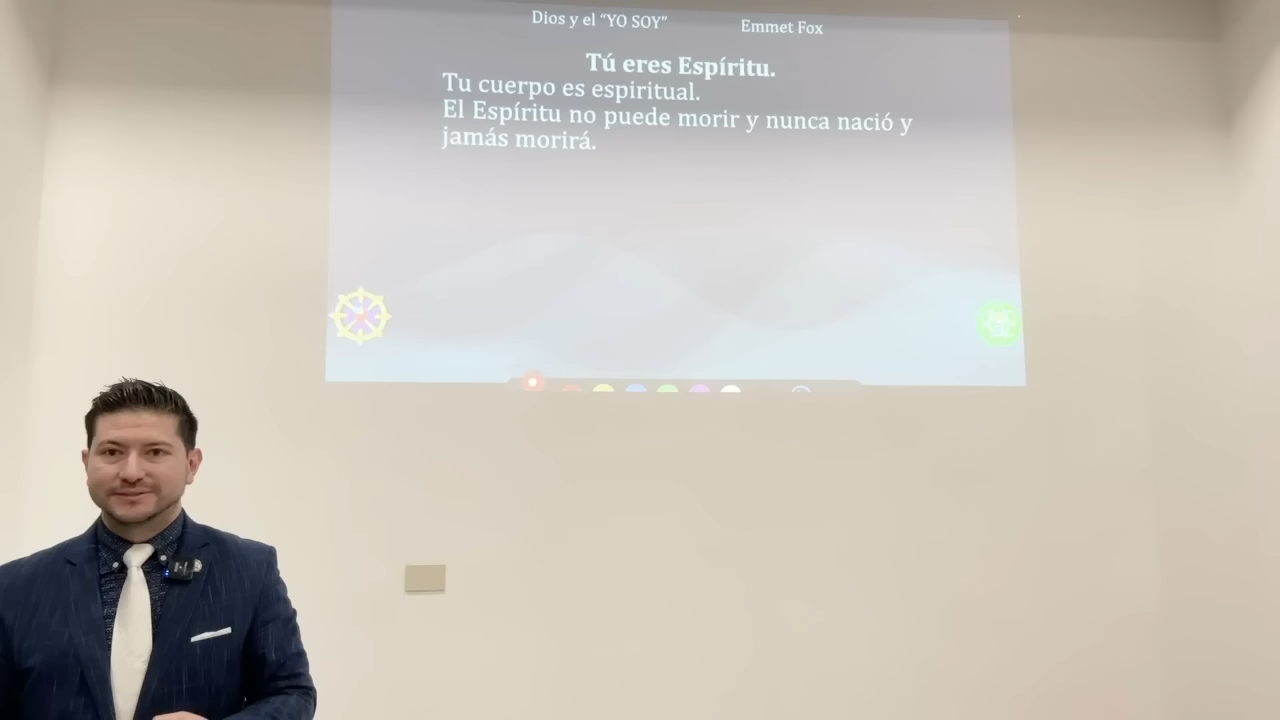 Dios y el "YO SOY" Emmet Fox
Tú eres Espíritu.
Tu cuerpo es espiritual.
El Espíritu no puede morir y nunca nació y
jamás morirá.